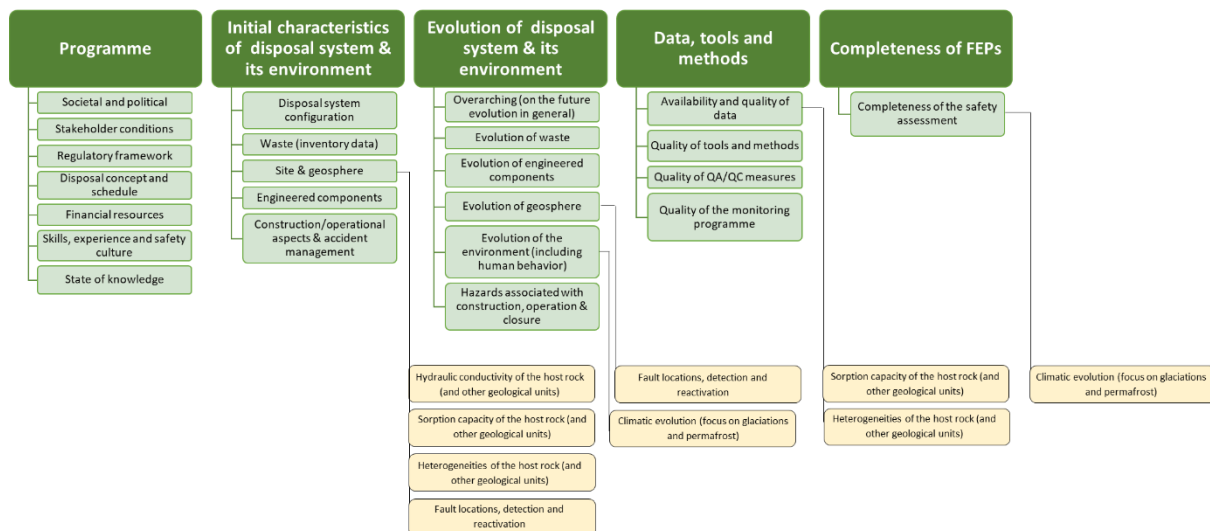 Programme
Societal and political
Stakeholder conditions
Regulatory framework
Disposal concept and
schedule
Financial resources
Skills, experience and safety
culture
State of knowledge
Initial characteristics
of disposal system &
its environment
Disposal system
configuration
Waste (inventory data)
Site & geosphere
Engineered components
Construction/operational
aspects & accident
management
Evolution of disposal
system & its
environment
Overarching (on the future
evolution in general)
Evolution of waste
Evolution of engineered
components
Evolution of geosphere
Evolution of the
environment (including
human behavior)
Hazards associated with
construction, operation &
closure
Data, tools and
methods
Availability and quality of
data
Quality of tools and methods
Quality of QA/QC measures
Quality of the monitoring
programme
Completeness of FEPs
Completeness of the safety
assessment
Hydraulic conductivity of the host rock
(and other geological units)
Sorption capacity of the host rock (and
other geological units)
Heterogeneities of the host rock (and
other geological units)
Fault locations, detection and
reactivation
Fault locations, detection and
reactivation
Climatic evolution (focus on glaciations
and permafrost)
Sorption capacity of the host rock (and
other geological units)
Heterogeneities of the host rock (and
other geological units)
Climatic evolution (focus on glaciations
and permafrost)